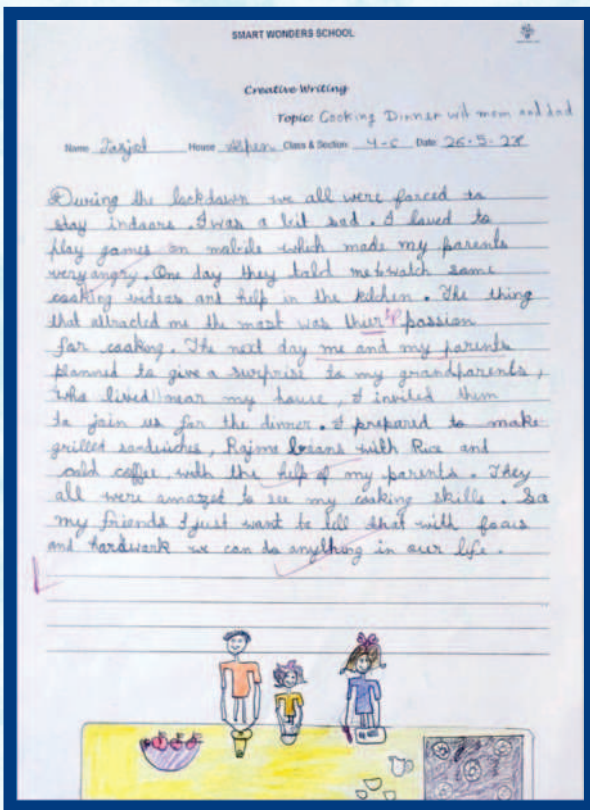 SMART WONDERS SCHOOL
Creative Writing
Topic: Cooking Dinner wit mom and dad
Name Jasjot House Aspen Class & Section 4-C Date 26.5.23
During the lockdown we all were forced to
stay indoors. I was a bit sad. I loved to
play games on mobile which made my parents
very angry. One day they told me to watch some
cooking videos and help in the kitchen. The thing
that attracted me the most was their passion
for cooking. The next day me and my parents
planned to give a surprise to my grandparents,
who lived near my house, I invited them
to join us for the dinner. I prepared to make
grilled sandwiches, Rajma beans with Rice and
cold coffee, with the help of my parents. They
all were amazed to see my cooking skills. So
my friends I just want to tell that with focus
and hardwork we can do anything in our life.